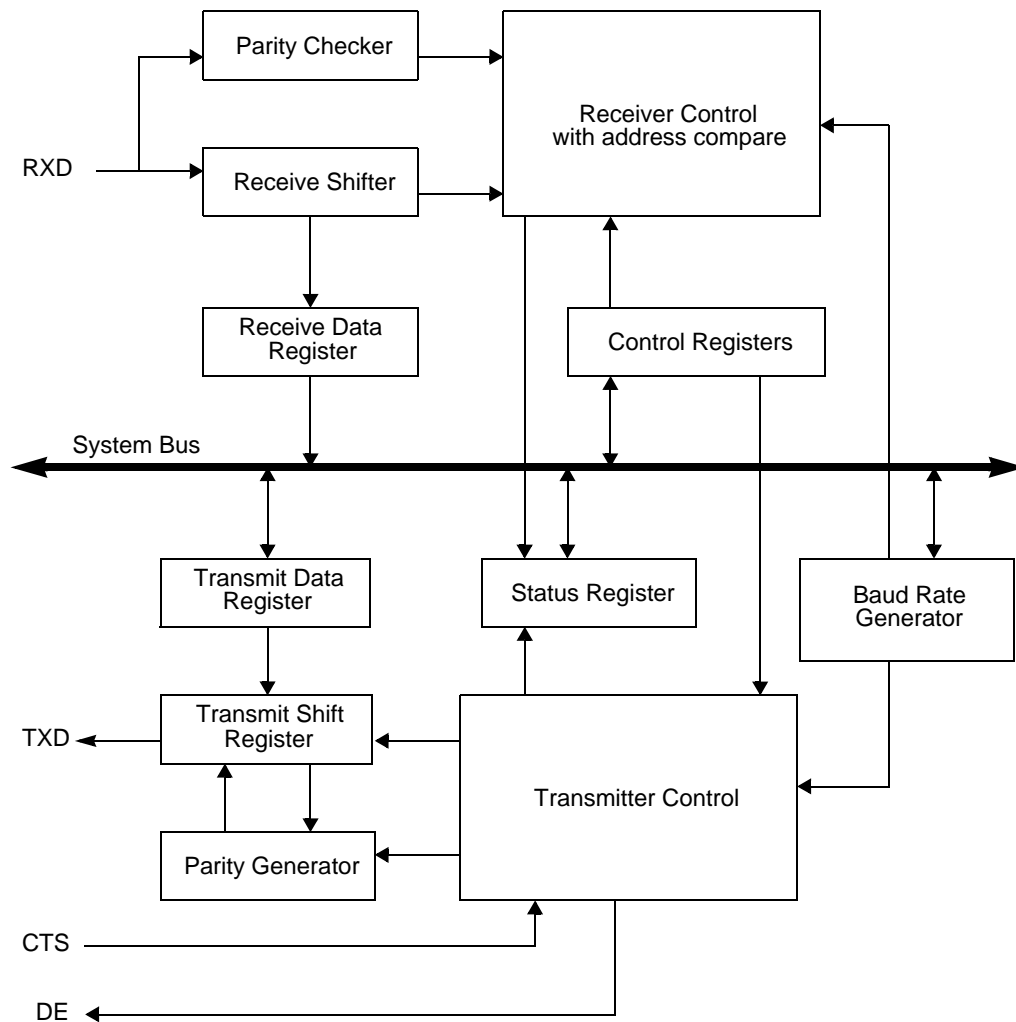 Parity Checker
Receiver Control
with address compare
RXD
Receive Shifter
Receive Data
Register
Control Registers
System Bus
Transmit Data
Register
Status Register
Baud Rate
Generator
Transmit Shift
Register
TXD
Transmitter Control
Parity Generator
CTS
DE